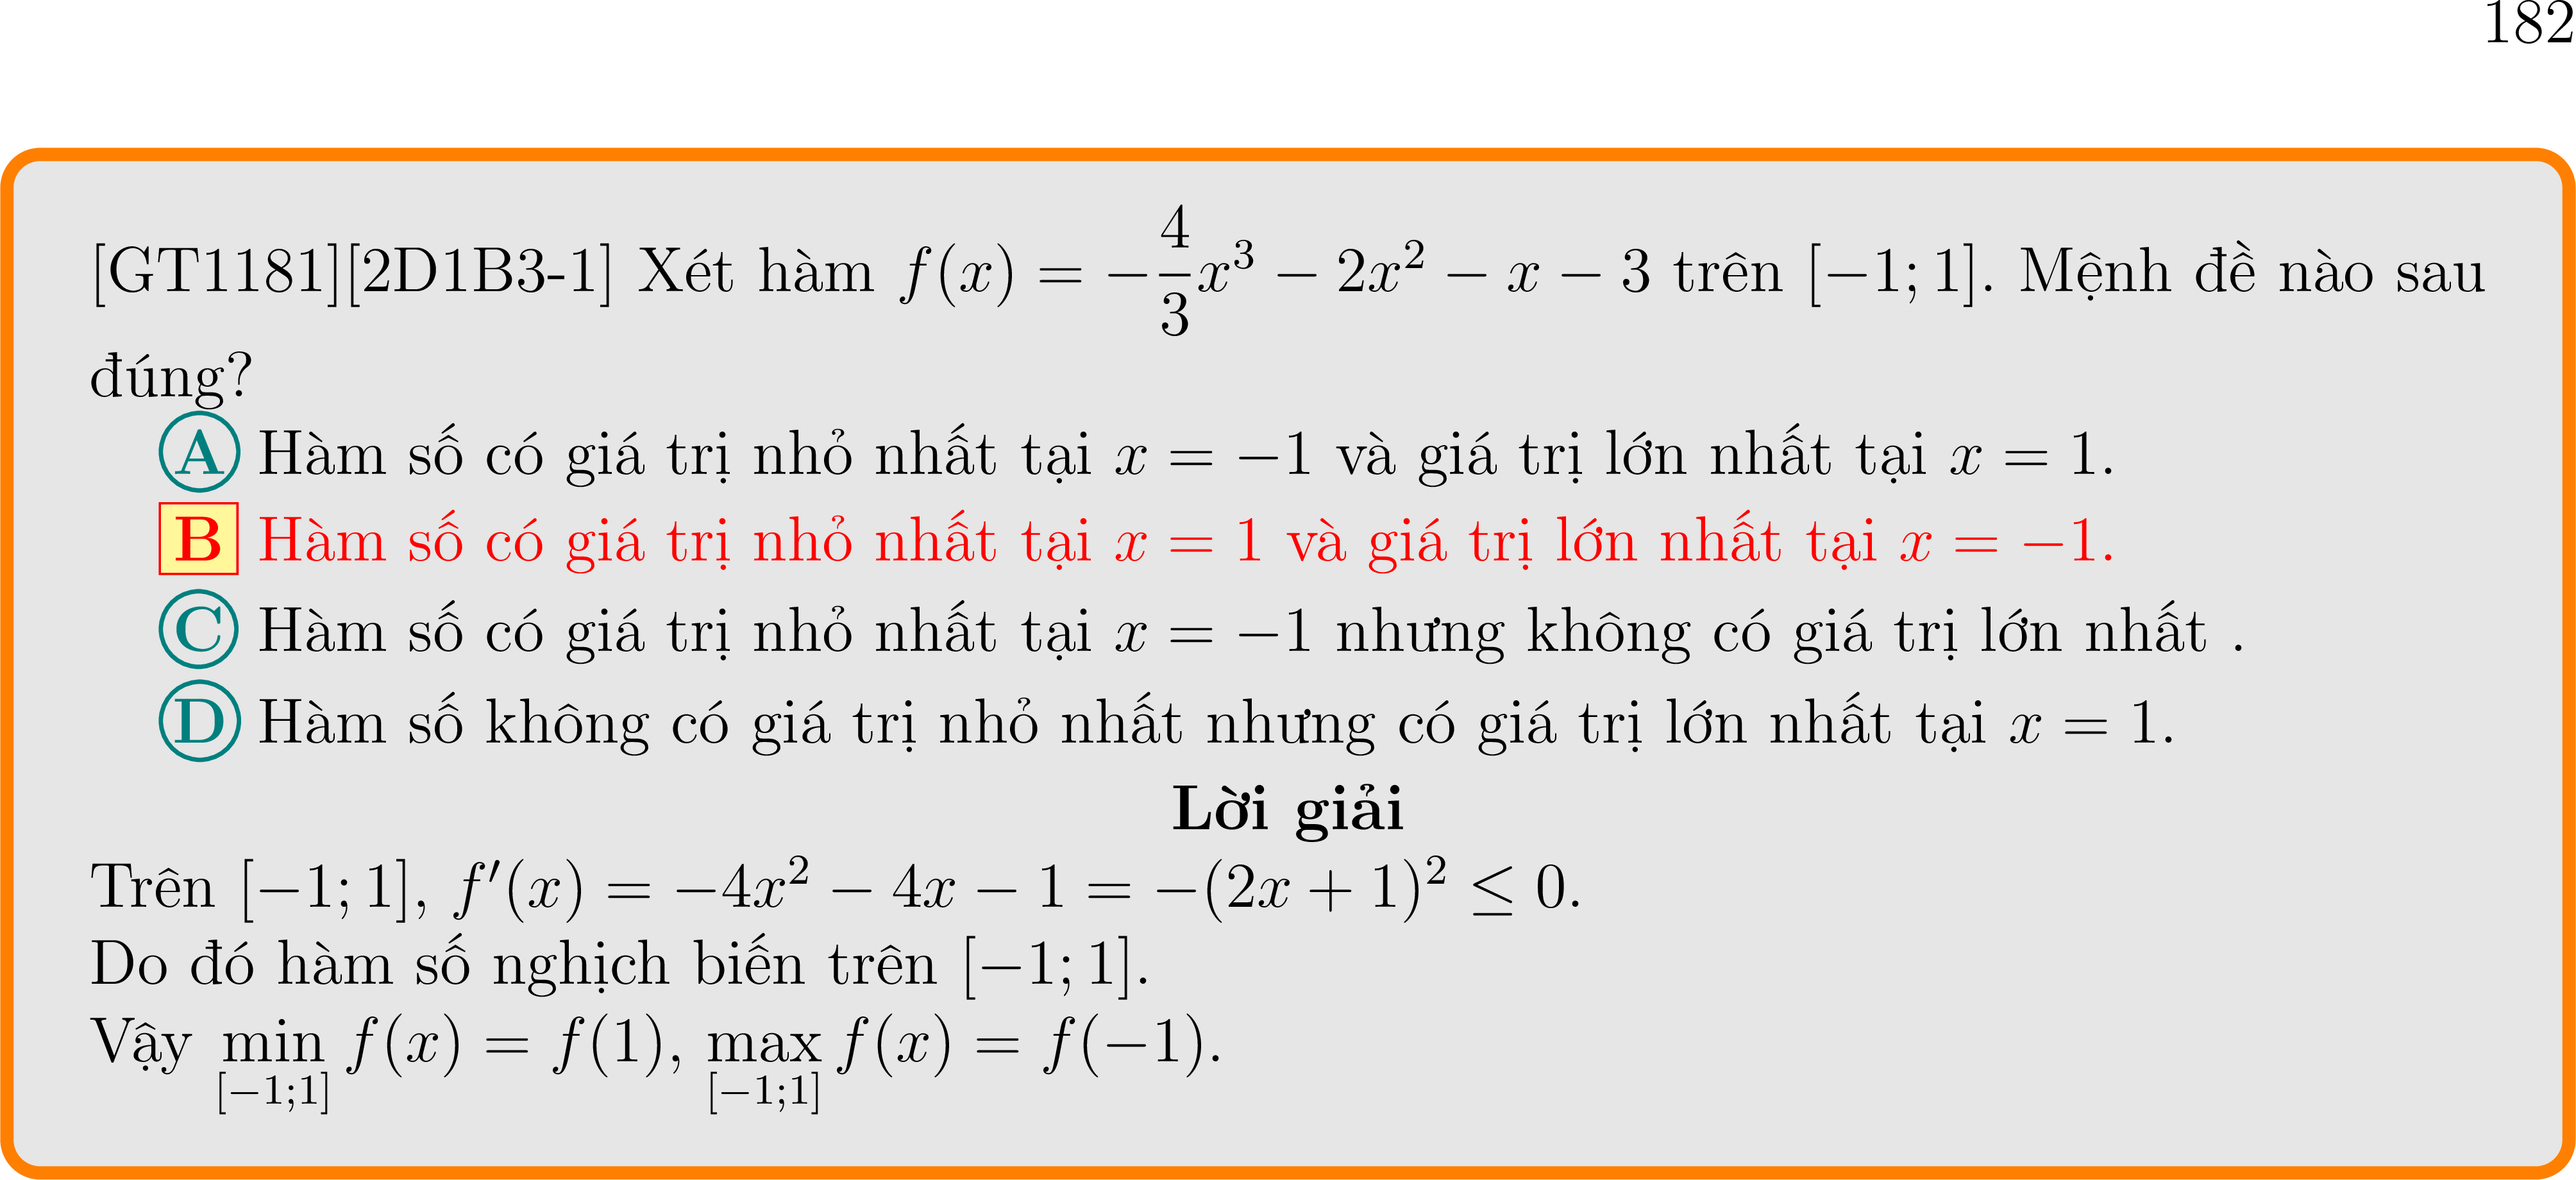 182
[GT1181][2D1B3-1] Xét hàm $f(x) = -\frac{4}{3}x^3 - 2x^2 - x - 3$ trên $[-1; 1]$. Mệnh đề nào sau
đúng?
A Hàm số có giá trị nhỏ nhất tại $x = -1$ và giá trị lớn nhất tại $x = 1$.
B Hàm số có giá trị nhỏ nhất tại $x = 1$ và giá trị lớn nhất tại $x = -1$.
C Hàm số có giá trị nhỏ nhất tại $x = -1$ nhưng không có giá trị lớn nhất .
D Hàm số không có giá trị nhỏ nhất nhưng có giá trị lớn nhất tại $x = 1$.
Lời giải
Trên $[-1; 1]$, $f'(x) = -4x^2 - 4x - 1 = -(2x + 1)^2 \leq 0$.
Do đó hàm số nghịch biến trên $[-1; 1]$.
Vậy $\min_{[-1;1]} f(x) = f(1)$, $\max_{[-1;1]} f(x) = f(-1)$.